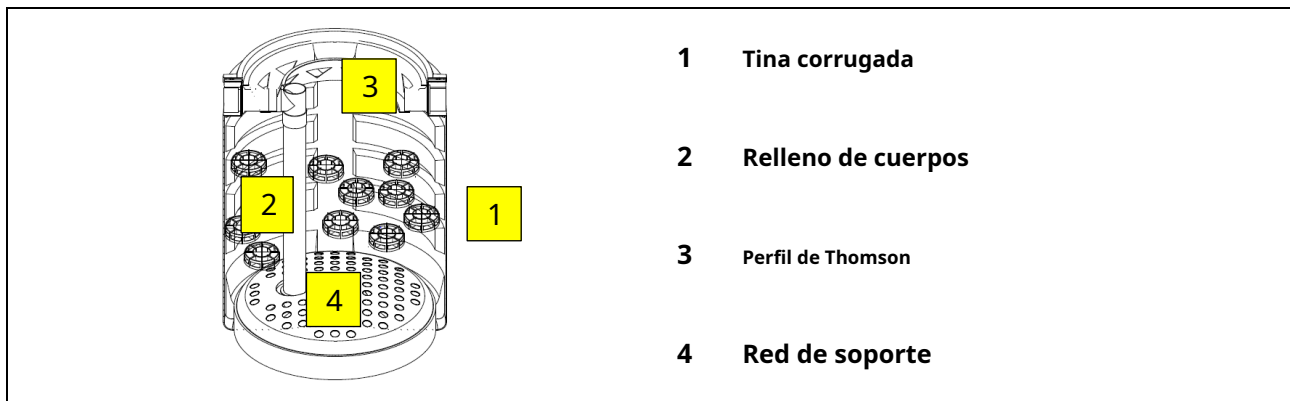 3
2
1
4
1 Tina corrugada
2 Relleno de cuerpos
3 Perfil de Thomson
4 Red de soporte